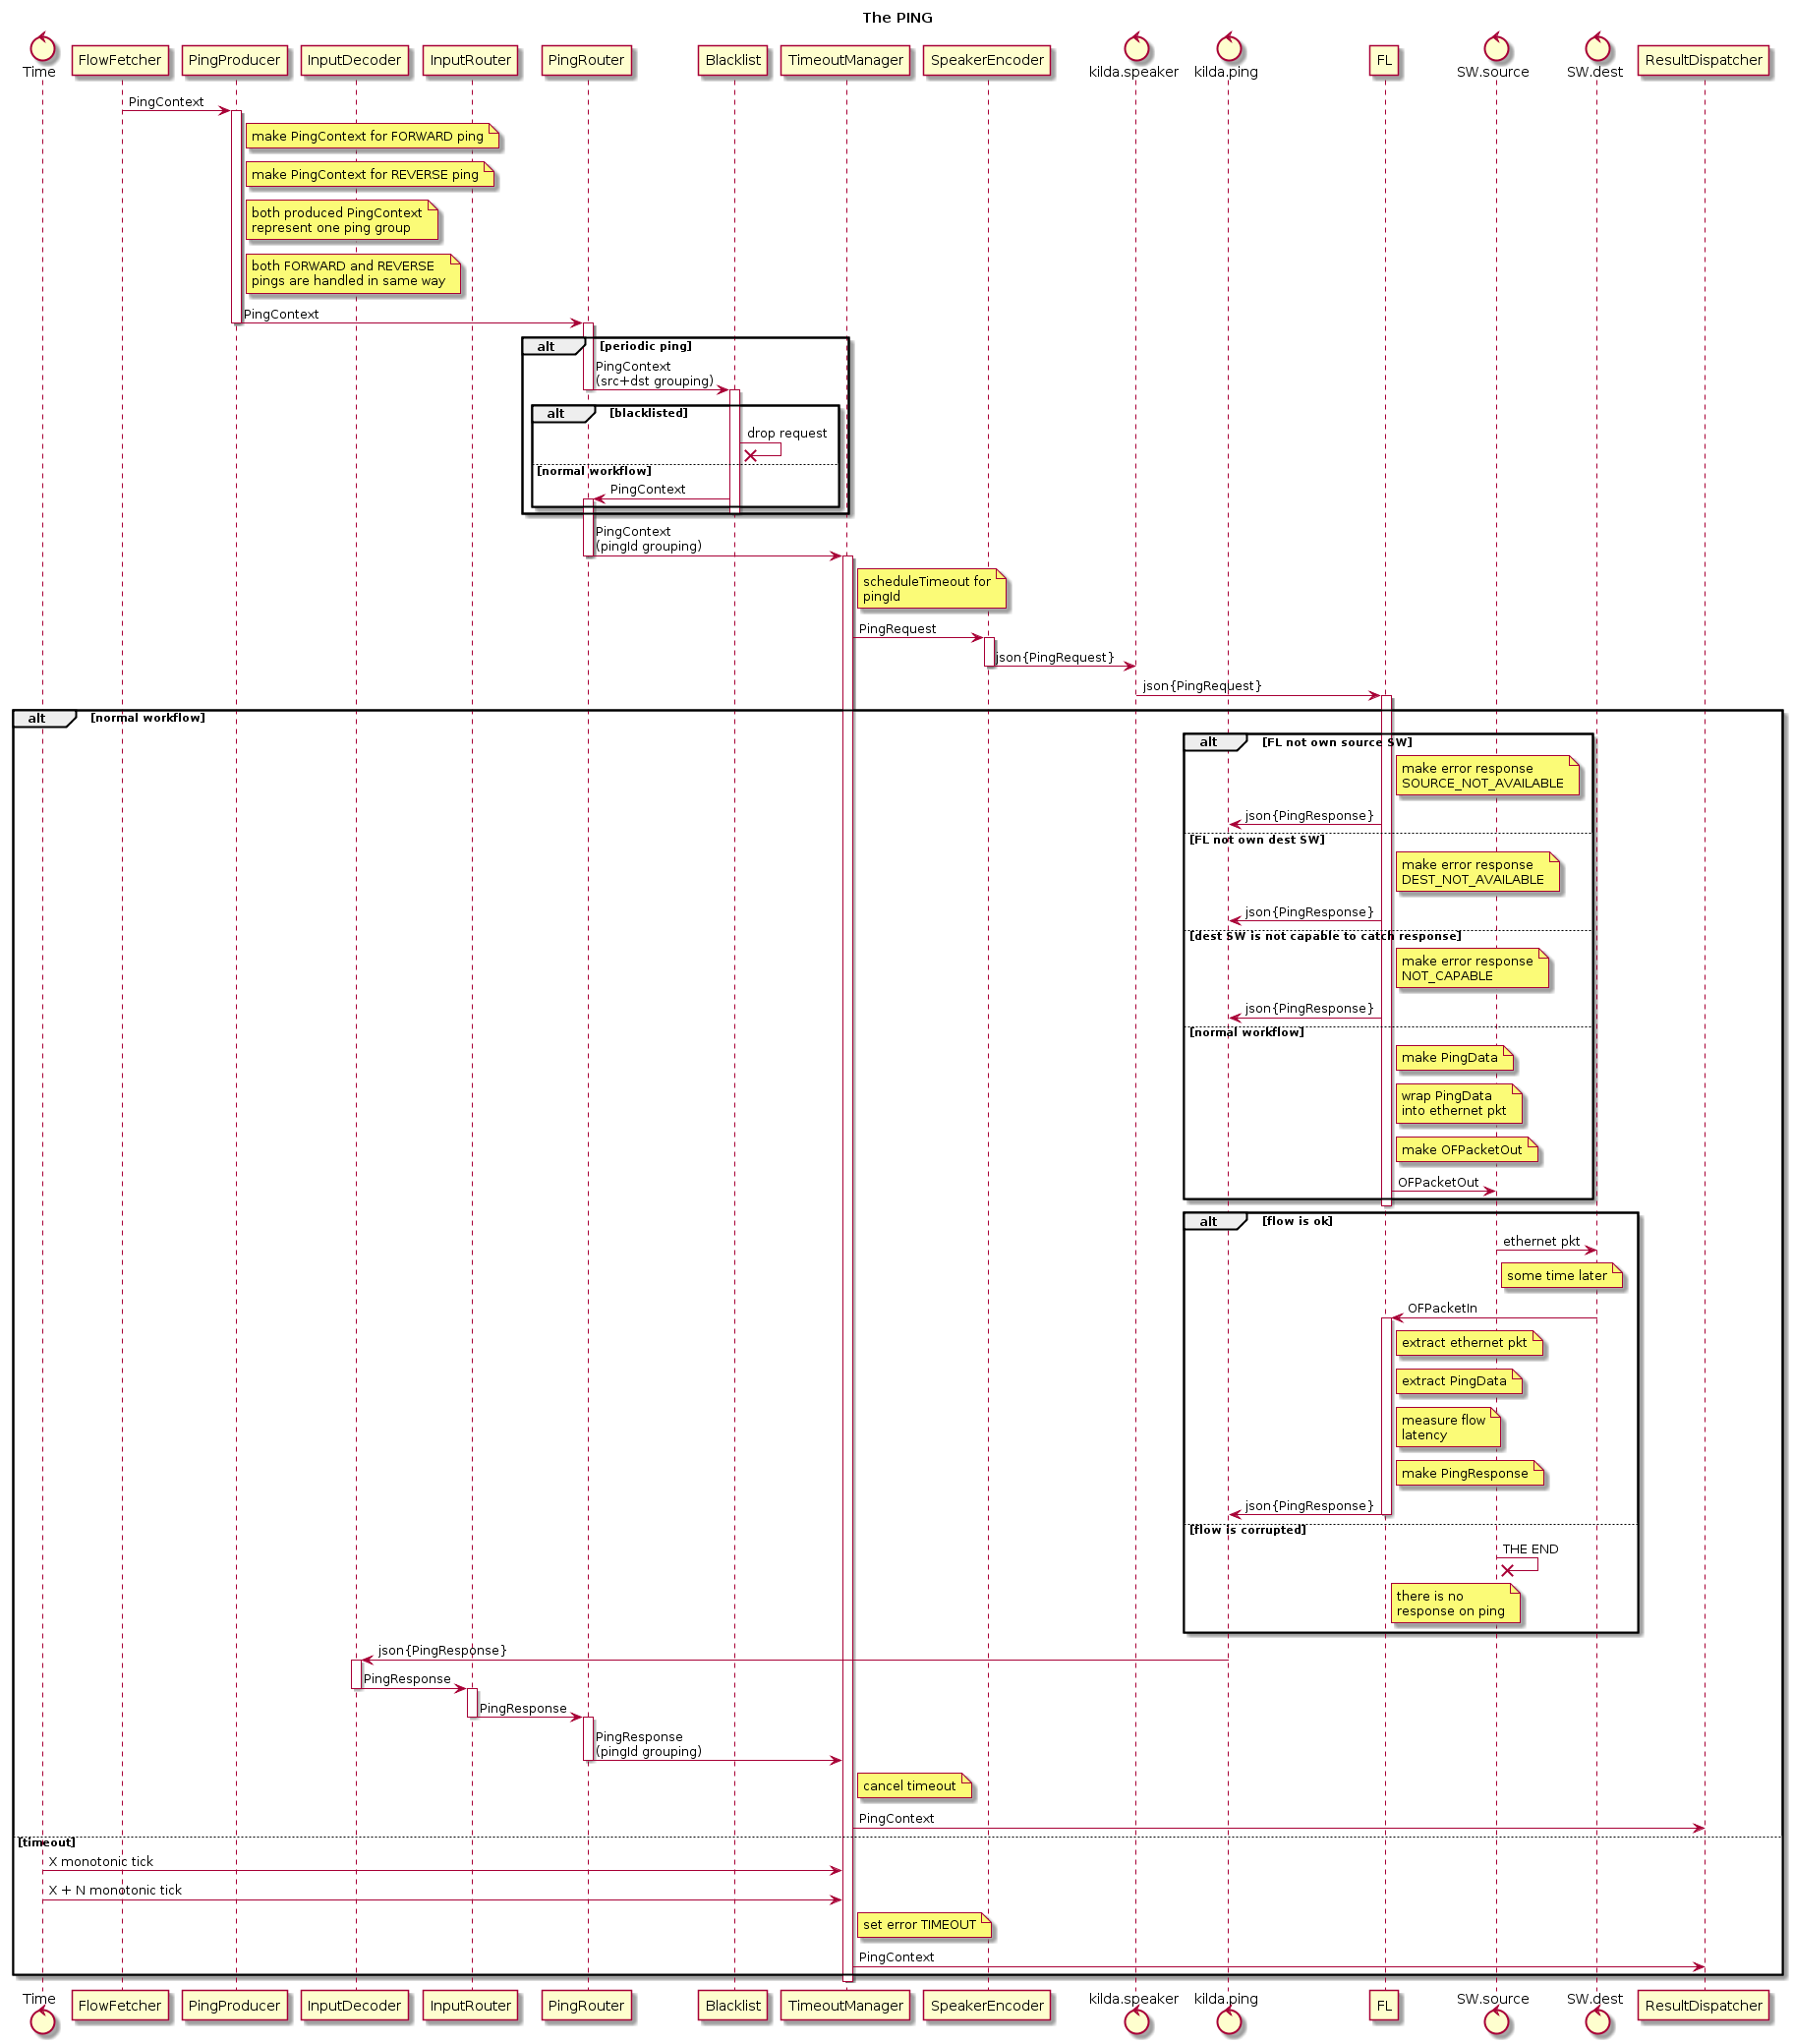 The PING
Time
FlowFetcher
PingProducer
InputDecoder
InputRouter
PingRouter
Blacklist
TimeoutManager
SpeakerEncoder
kilda.speaker
kilda.ping
FL
SW.source
SW.dest
ResultDispatcher
PingContext
make PingContext for FORWARD ping
make PingContext for REVERSE ping
both produced PingContext
represent one ping group
both FORWARD and REVERSE
pings are handled in same way
PingContext
alt
[periodic ping]
PingContext
(src+dst grouping)
alt
[blacklisted]
drop request
[normal workflow]
PingContext
PingContext
(pingId grouping)
scheduleTimeout for
pingId
PingRequest
json{PingRequest}
json{PingRequest}
alt
[normal workflow]
alt
[FL not own source SW]
make error response
SOURCE_NOT_AVAILABLE
json{PingResponse}
[FL not own dest SW]
make error response
DEST_NOT_AVAILABLE
json{PingResponse}
[dest SW is not capable to catch response]
make error response
NOT_CAPABLE
json{PingResponse}
[normal workflow]
make PingData
wrap PingData
into ethernet pkt
make OFPacketOut
OFPacketOut
alt
[flow is ok]
ethernet pkt
some time later
OFPacketIn
extract ethernet pkt
extract PingData
measure flow
latency
make PingResponse
json{PingResponse}
[flow is corrupted]
THE END
there is no
response on ping
json{PingResponse}
PingResponse
PingResponse
PingResponse
(pingId grouping)
cancel timeout
PingContext
[timeout]
X monotonic tick
X + N monotonic tick
set error TIMEOUT
PingContext
Time
FlowFetcher
PingProducer
InputDecoder
InputRouter
PingRouter
Blacklist
TimeoutManager
SpeakerEncoder
kilda.speaker
kilda.ping
FL
SW.source
SW.dest
ResultDispatcher